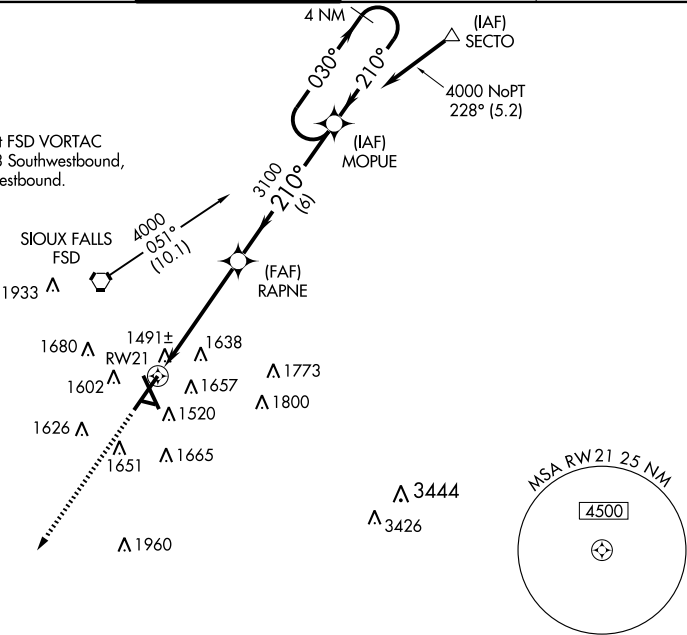 4 NM
(IAF)
SECTO
030°
210°
4000 NoPT
228° (5.2)
FSD VORTAC
Southwestbound,
(IAF)
MOPUE
3100
210°
(6)
SIOUX FALLS
FSD
4000
051°
(10.1)
(FAF)
RAPNE
1933
1491±
1638
1680
RW21
1773
1602
1657
1800
1520
1626
1651
1665
3444
3426
1960
MSA RW 21 25 NM
4500